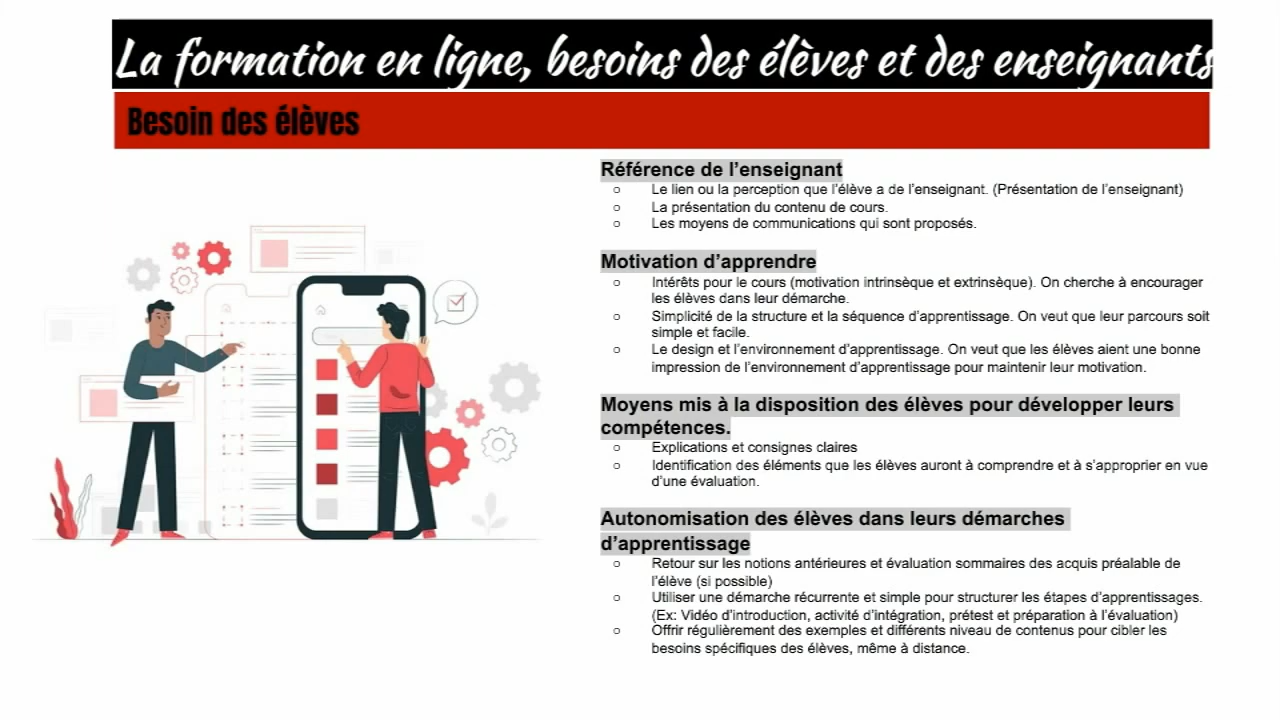 La formation en ligne, besoins des élèves et des enseignants
Besoin des élèves
Référence de l'enseignant
○ Le lien ou la perception que l'élève a de l'enseignant. (Présentation de l'enseignant)
○ La présentation du contenu de cours.
○ Les moyens de communications qui sont proposés.
Motivation d'apprendre
○ Intérêts pour le cours (motivation intrinsèque et extrinsèque). On cherche à encourager
les élèves dans leur démarche.
○ Simplicité de la structure et la séquence d'apprentissage. On veut que leur parcours soit
simple et facile.
○ Le design et l'environnement d'apprentissage. On veut que les élèves aient une bonne
impression de l'environnement d'apprentissage pour maintenir leur motivation.
Moyens mis à la disposition des élèves pour développer leurs
compétences.
○ Explications et consignes claires
○ Identification des éléments que les élèves auront à comprendre et à s'approprier en vue
d'une évaluation.
Autonomisation des élèves dans leurs démarches
d'apprentissage
○ Retour sur les notions antérieures et évaluation sommaires des acquis préalable de
l'élève (si possible)
○ Utiliser une démarche récurrente et simple pour structurer les étapes d'apprentissages.
(Ex: Vidéo d'introduction, activité d'intégration, prétest et préparation à l'évaluation)
○ Offrir régulièrement des exemples et différents niveau de contenus pour cibler les
besoins spécifiques des élèves, même à distance.